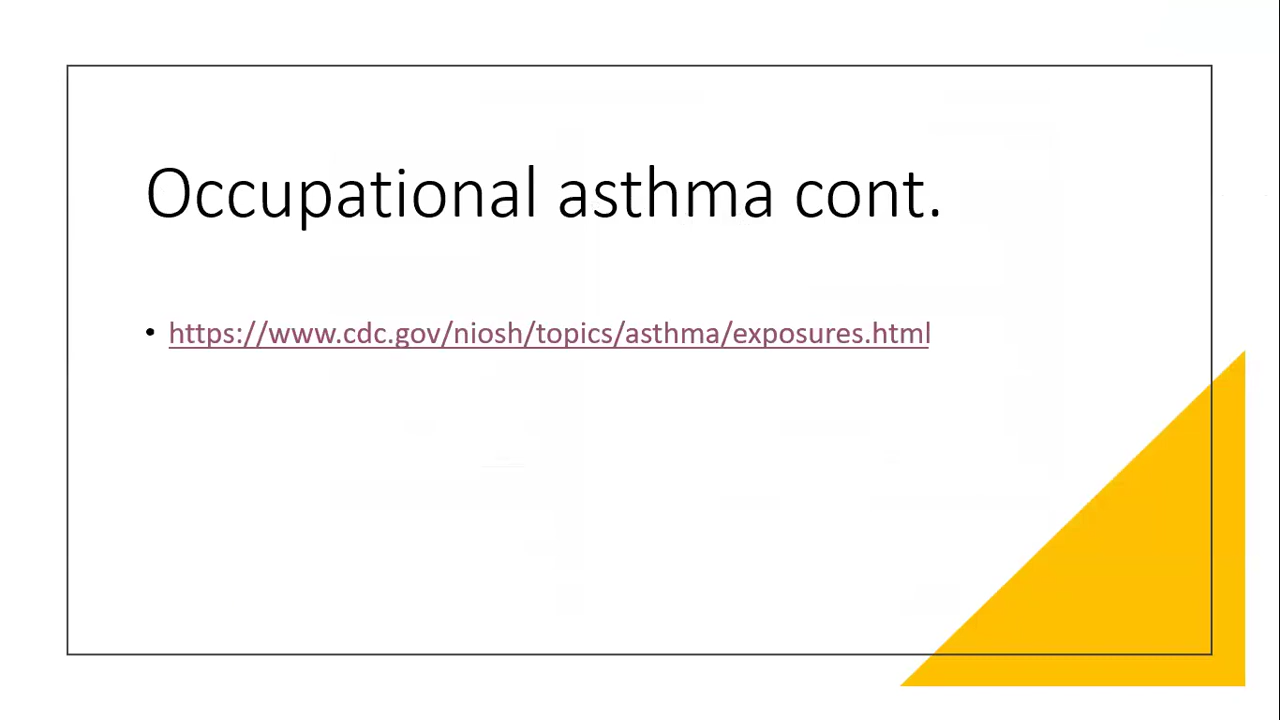 Occupational asthma cont.
• https://www.cdc.gov/niosh/topics/asthma/exposures.html